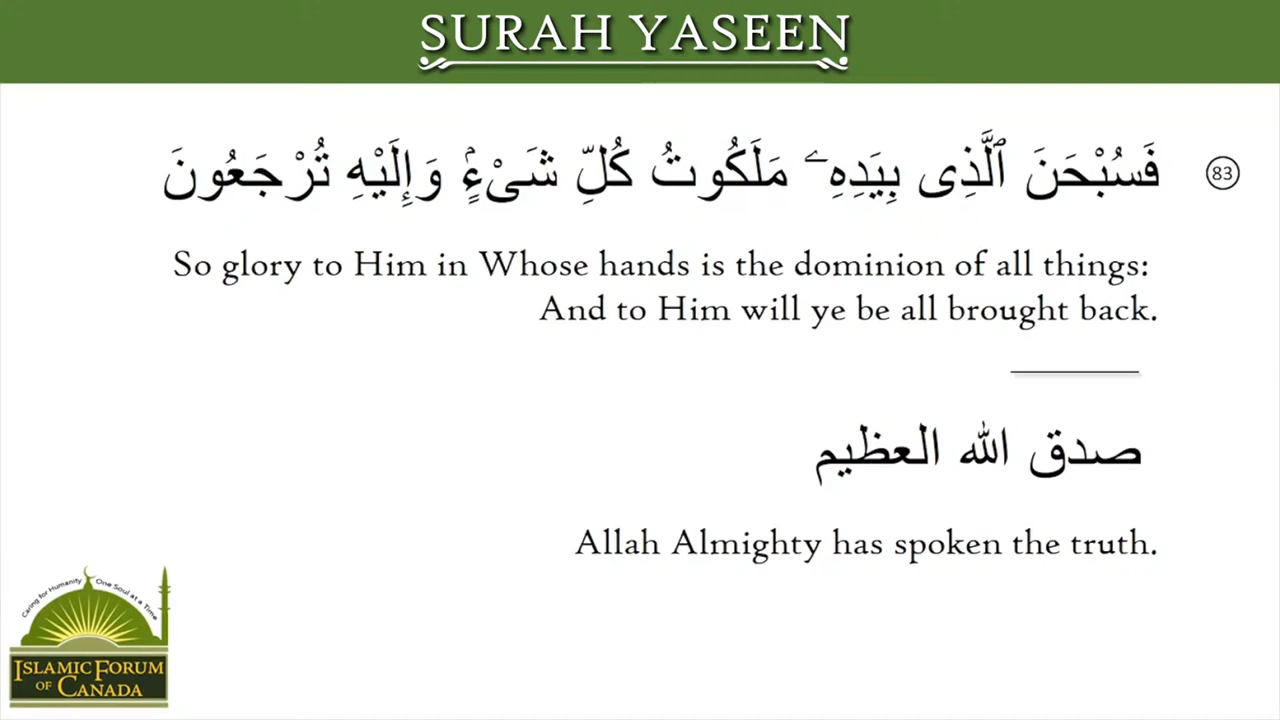 SURAH YASEEN
فَسُبْحَنَ ٱلَّذِى بِيَدِهِۦ مَلَكُوتُ كُلِّ شَىْءٍۢ وَإِلَيْهِ تُرْجَعُونَ 83
So glory to Him in Whose hands is the dominion of all things:
And to Him will ye be all brought back.
صدق الله العظيم
Allah Almighty has spoken the truth.
Caring for Humanity One Soul at a Time
ISLAMIC FORUM
OF CANADA